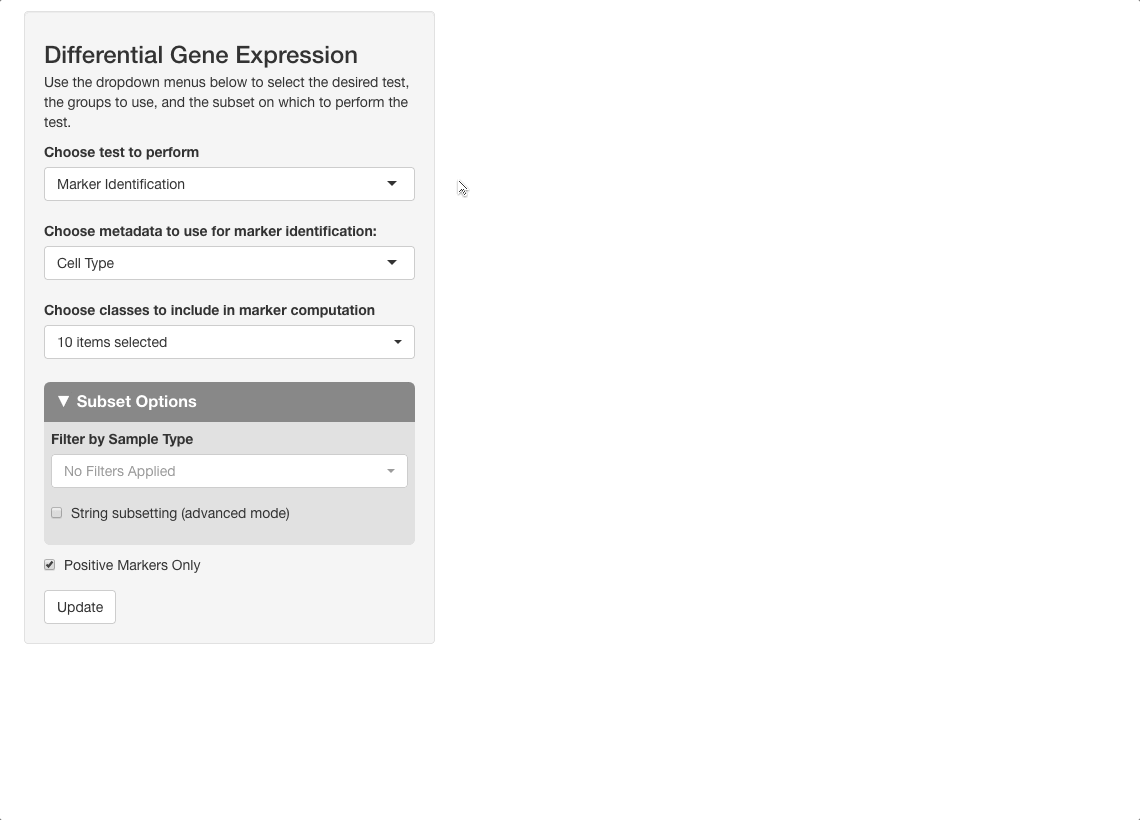 Differential Gene Expression
Use the dropdown menus below to select the desired test,
the groups to use, and the subset on which to perform the
test.
Choose test to perform
Marker Identification
Choose metadata to use for marker identification:
Cell Type
Choose classes to include in marker computation
10 items selected
▼ Subset Options
Filter by Sample Type
No Filters Applied
String subsetting (advanced mode)
Positive Markers Only
Update